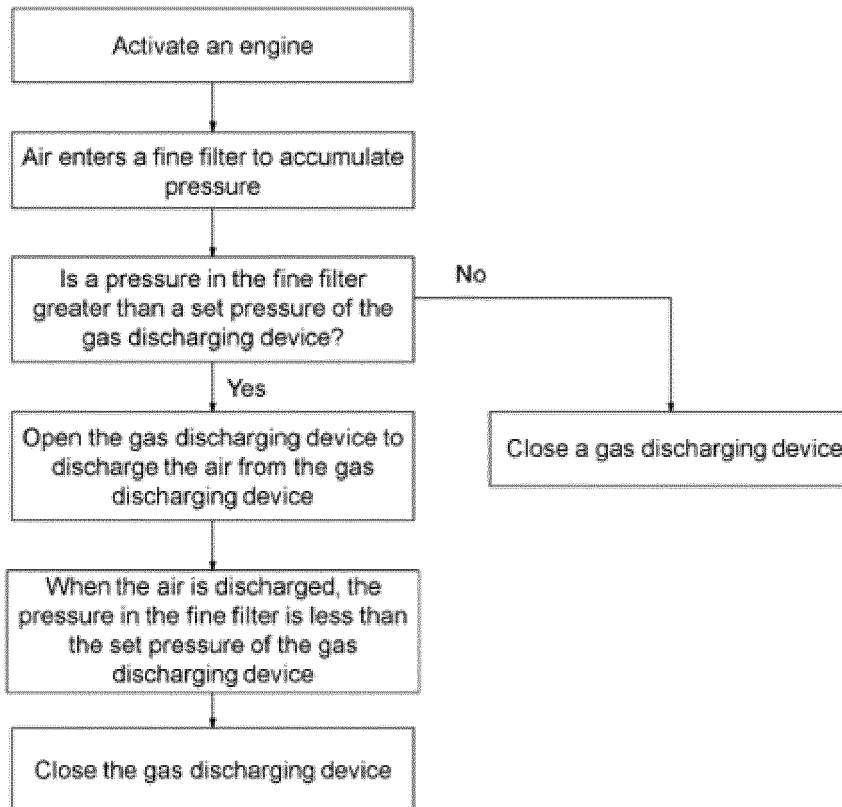 Activate an engine
Air enters a fine filter to accumulate
pressure
Is a pressure in the fine filter
greater than a set pressure of the
gas discharging device?
No
Yes
Open the gas discharging device to
discharge the air from the gas
discharging device
Close a gas discharging device
When the air is discharged, the
pressure in the fine filter is less than
the set pressure of the gas
discharging device
Close the gas discharging device